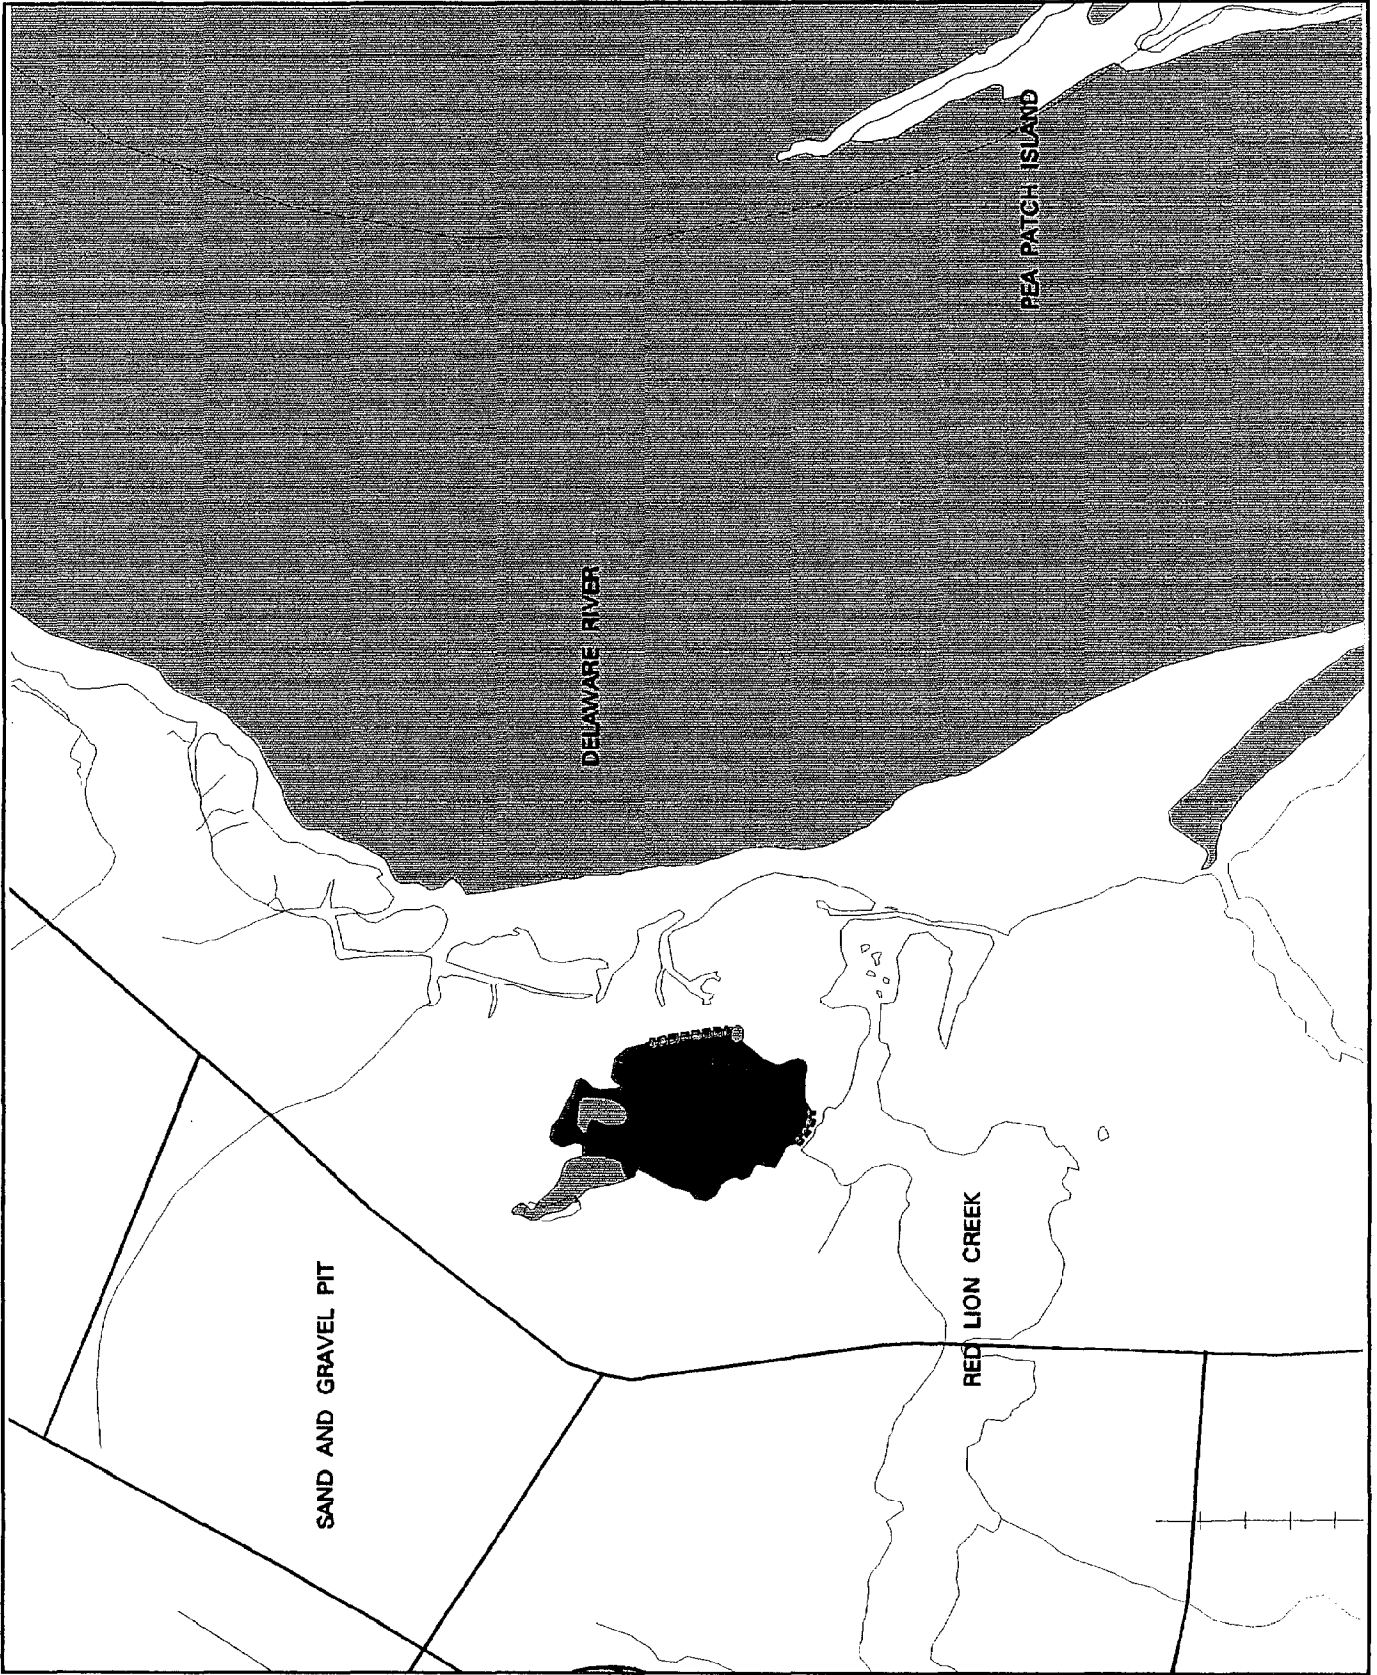 PEA PATCH ISLAND
DELAWARE RIVER
SAND AND GRAVEL PIT
RED LION CREEK